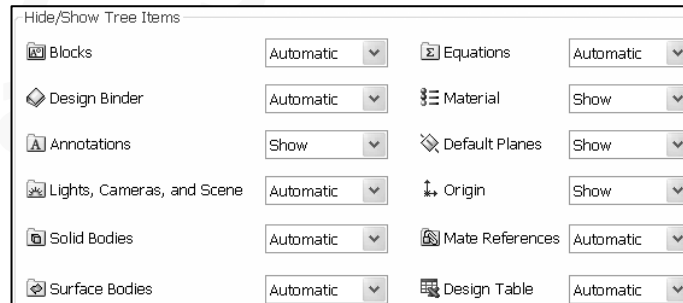 Hide/Show Tree Items
Blocks Automatic Equations Automatic
Design Binder Automatic Material Show
Annotations Show Default Planes Show
Lights, Cameras, and Scene Automatic Origin Show
Solid Bodies Automatic Mate References Automatic
Surface Bodies Automatic Design Table Automatic